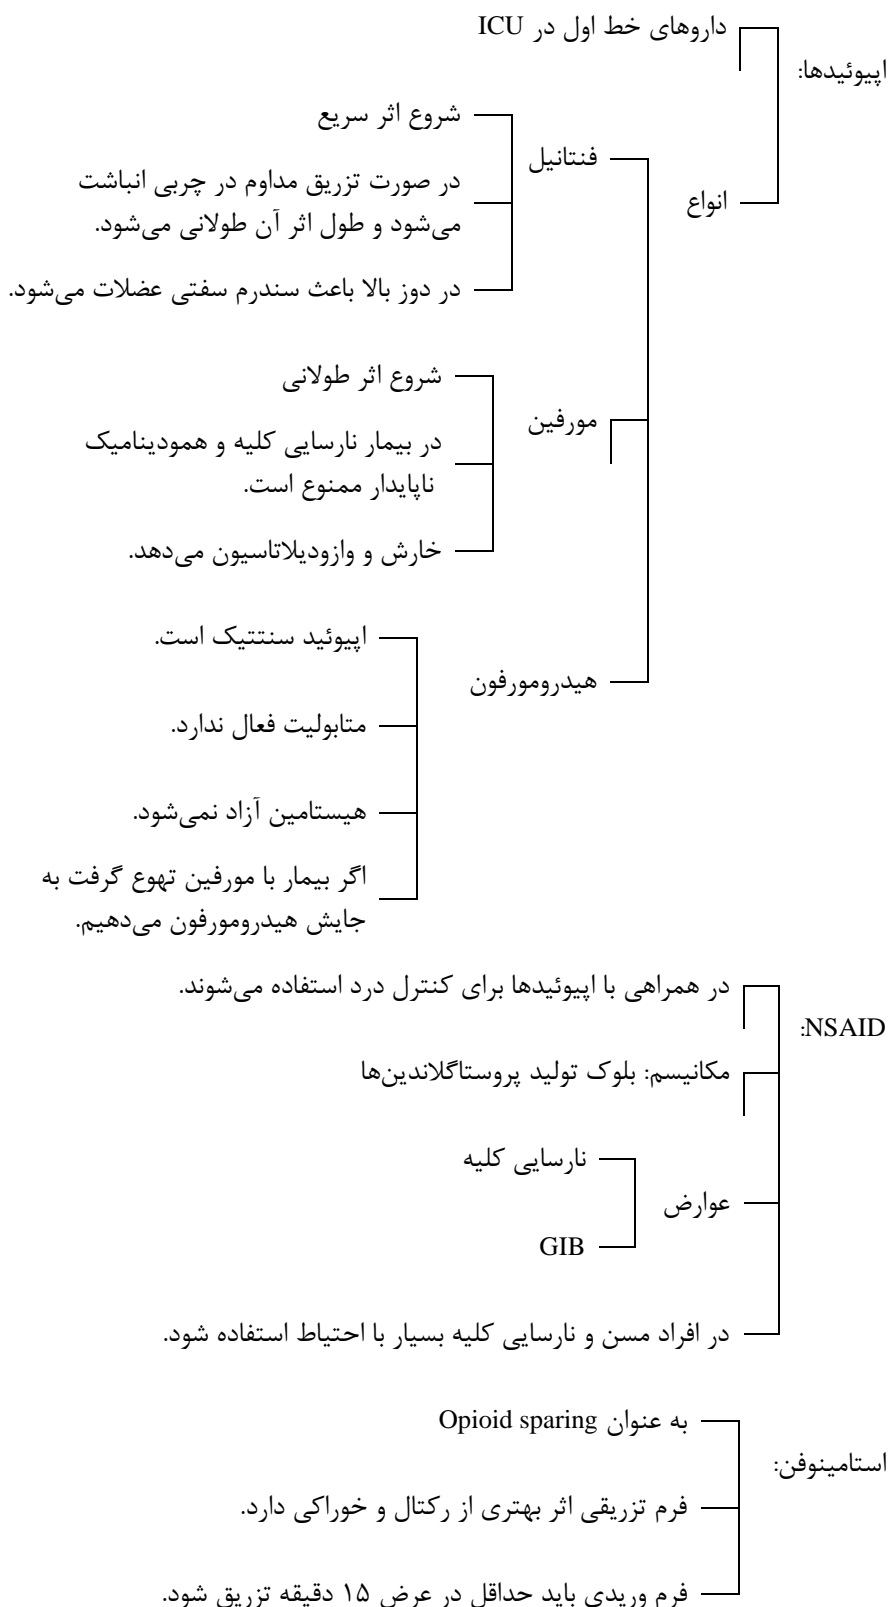 داروهای خط اول در ICU
اپیوئیدها:
شروع اثر سریع
فنتانیل
در صورت تزریق مداوم در چربی انباشت
می‌شود و طول اثر آن طولانی می‌شود.
انواع
در دوز بالا باعث سندرم سفتی عضلات می‌شود.
شروع اثر طولانی
مورفین
در بیمار نارسایی کلیه و همودینامیک
ناپایدار ممنوع است.
خارش و وازودیلاتاسیون می‌دهد.
اپیوئید سنتتیک است.
هیدرومورفون
متابولیت فعال ندارد.
هیستامین آزاد نمی‌شود.
اگر بیمار با مورفین تهوع گرفت به
جایش هیدرومورفون می‌دهیم.
در همراهی با اپیوئیدها برای کنترل درد استفاده می‌شوند.
NSAID:
مکانیسم: بلوک تولید پروستاگلاندین‌ها
نارسایی کلیه
عوارض
GIB
در افراد مسن و نارسایی کلیه بسیار با احتیاط استفاده شود.
به عنوان Opioid sparing
استامینوفن:
فرم تزریقی اثر بهتری از رکتال و خوراکی دارد.
فرم وریدی باید حداقل در عرض ۱۵ دقیقه تزریق شود.